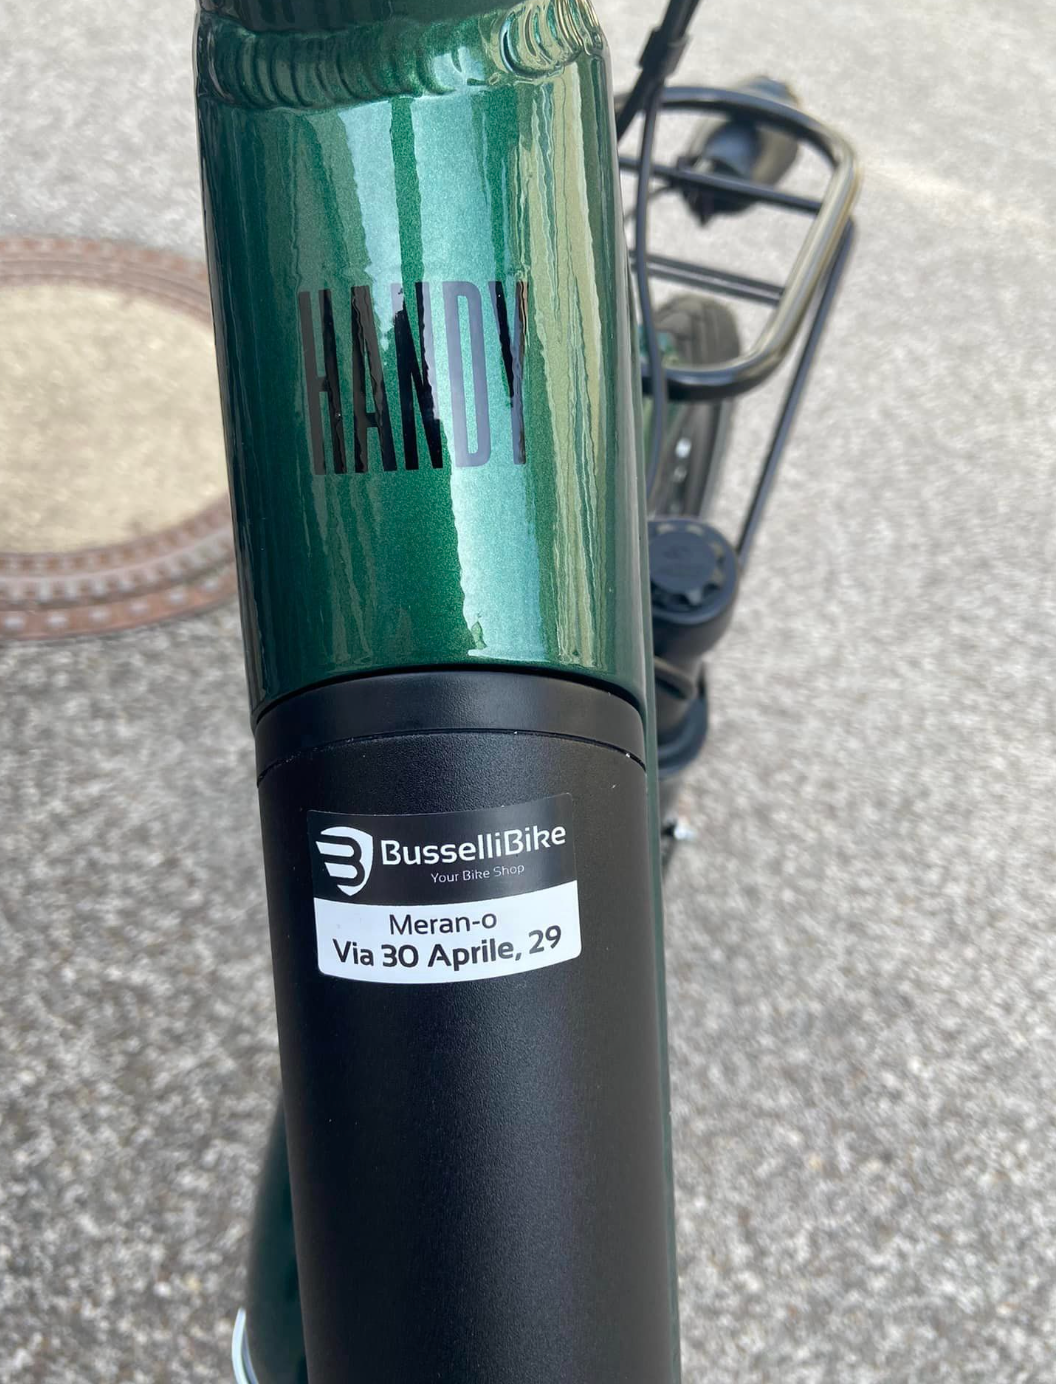 HANDY
BusselliBike
Your Bike Shop
Meran-o
Via 30 Aprile, 29